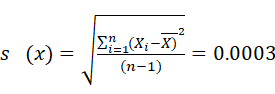 s (x) = √(∑ⁿᵢ₌₁(Xᵢ−X̅)² / (n−1)) = 0.0003